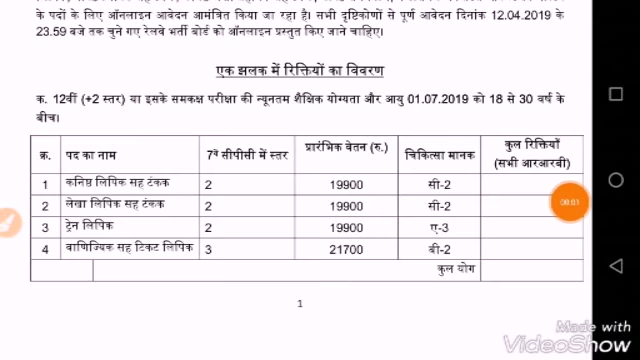 के पदों के लिए ऑनलाइन आवेदन आमंत्रित किया जा रहा है। सभी दृष्टिकोणों से पूर्ण आवेदन दिनांक 12.04.2019 के
23.59 बजे तक चुने गए रेलवे भर्ती बोर्ड को ऑनलाइन प्रस्तुत किए जाने चाहिए।
एक झलक में रिक्तियों का विवरण
क. 12वीं (+2 स्तर) या इसके समकक्ष परीक्षा की न्यूनतम शैक्षिक योग्यता और आयु 01.07.2019 को 18 से 30 वर्ष के
बीच।
क्र. पद का नाम 7वें सीपीसी में स्तर प्रारंभिक वेतन (रु.) चिकित्सा मानक कुल रिक्तियाँ (सभी आरआरबी)
1 कनिष्ठ लिपिक सह टंकक 2 19900 सी-2
2 लेखा लिपिक सह टंकक 2 19900 सी-2
3 ट्रेन लिपिक 2 19900 ए-3
4 वाणिज्यिक सह टिकट लिपिक 3 21700 बी-2
कुल योग
1
08:01
Made with
VideoShow